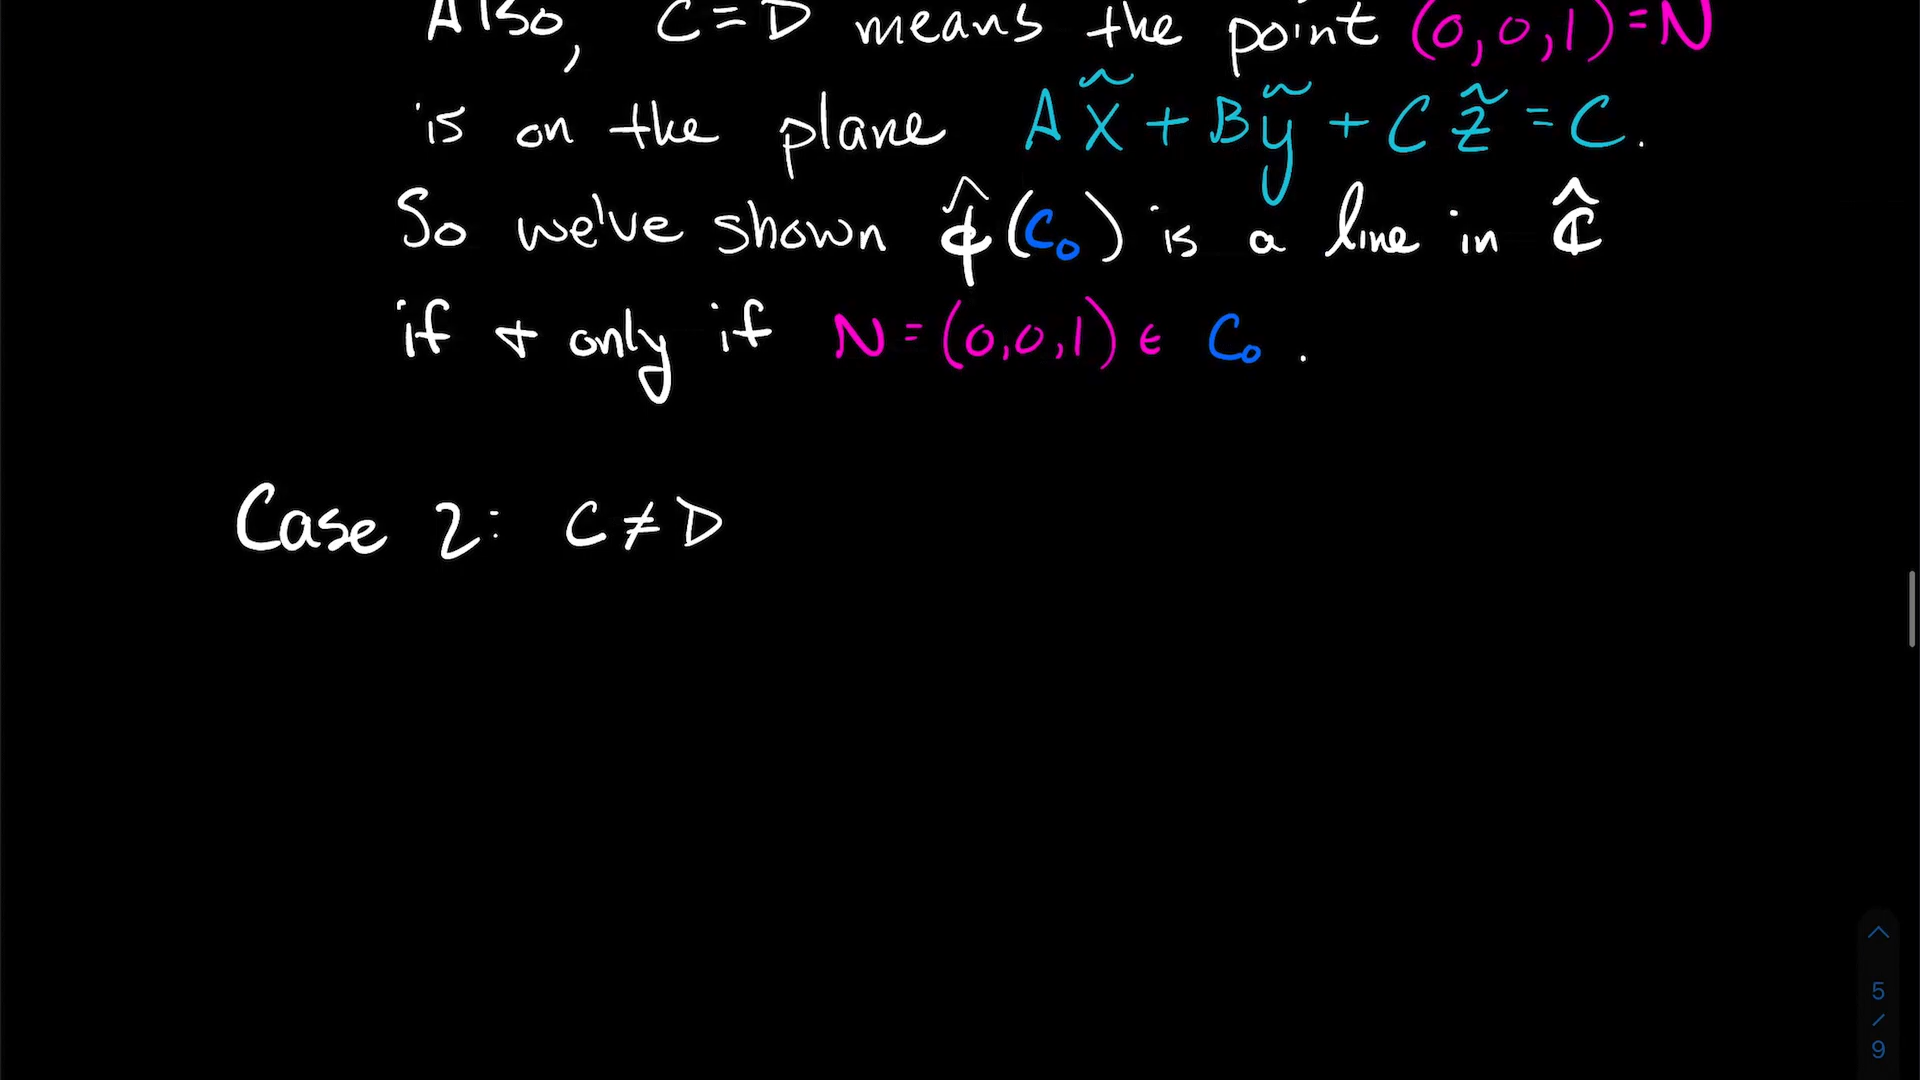 Also, C = D means the point (0,0,1) = N
is on the plane Ax̃ + Bỹ + Cz̃ = C.
So we've shown ϕ̂(C₀) is a line in ℂ̂
if + only if N = (0,0,1) ∈ C₀.
Case 2: C ≠ D
5
/
9